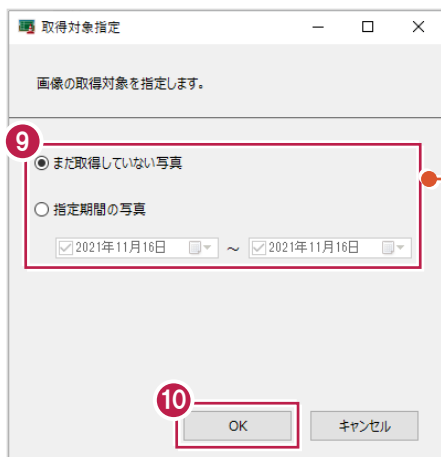 取得対象指定
画像の取得対象を指定します。
9
まだ取得していない写真
指定期間の写真
2021年11月16日 ～ 2021年11月16日
10
OK キャンセル